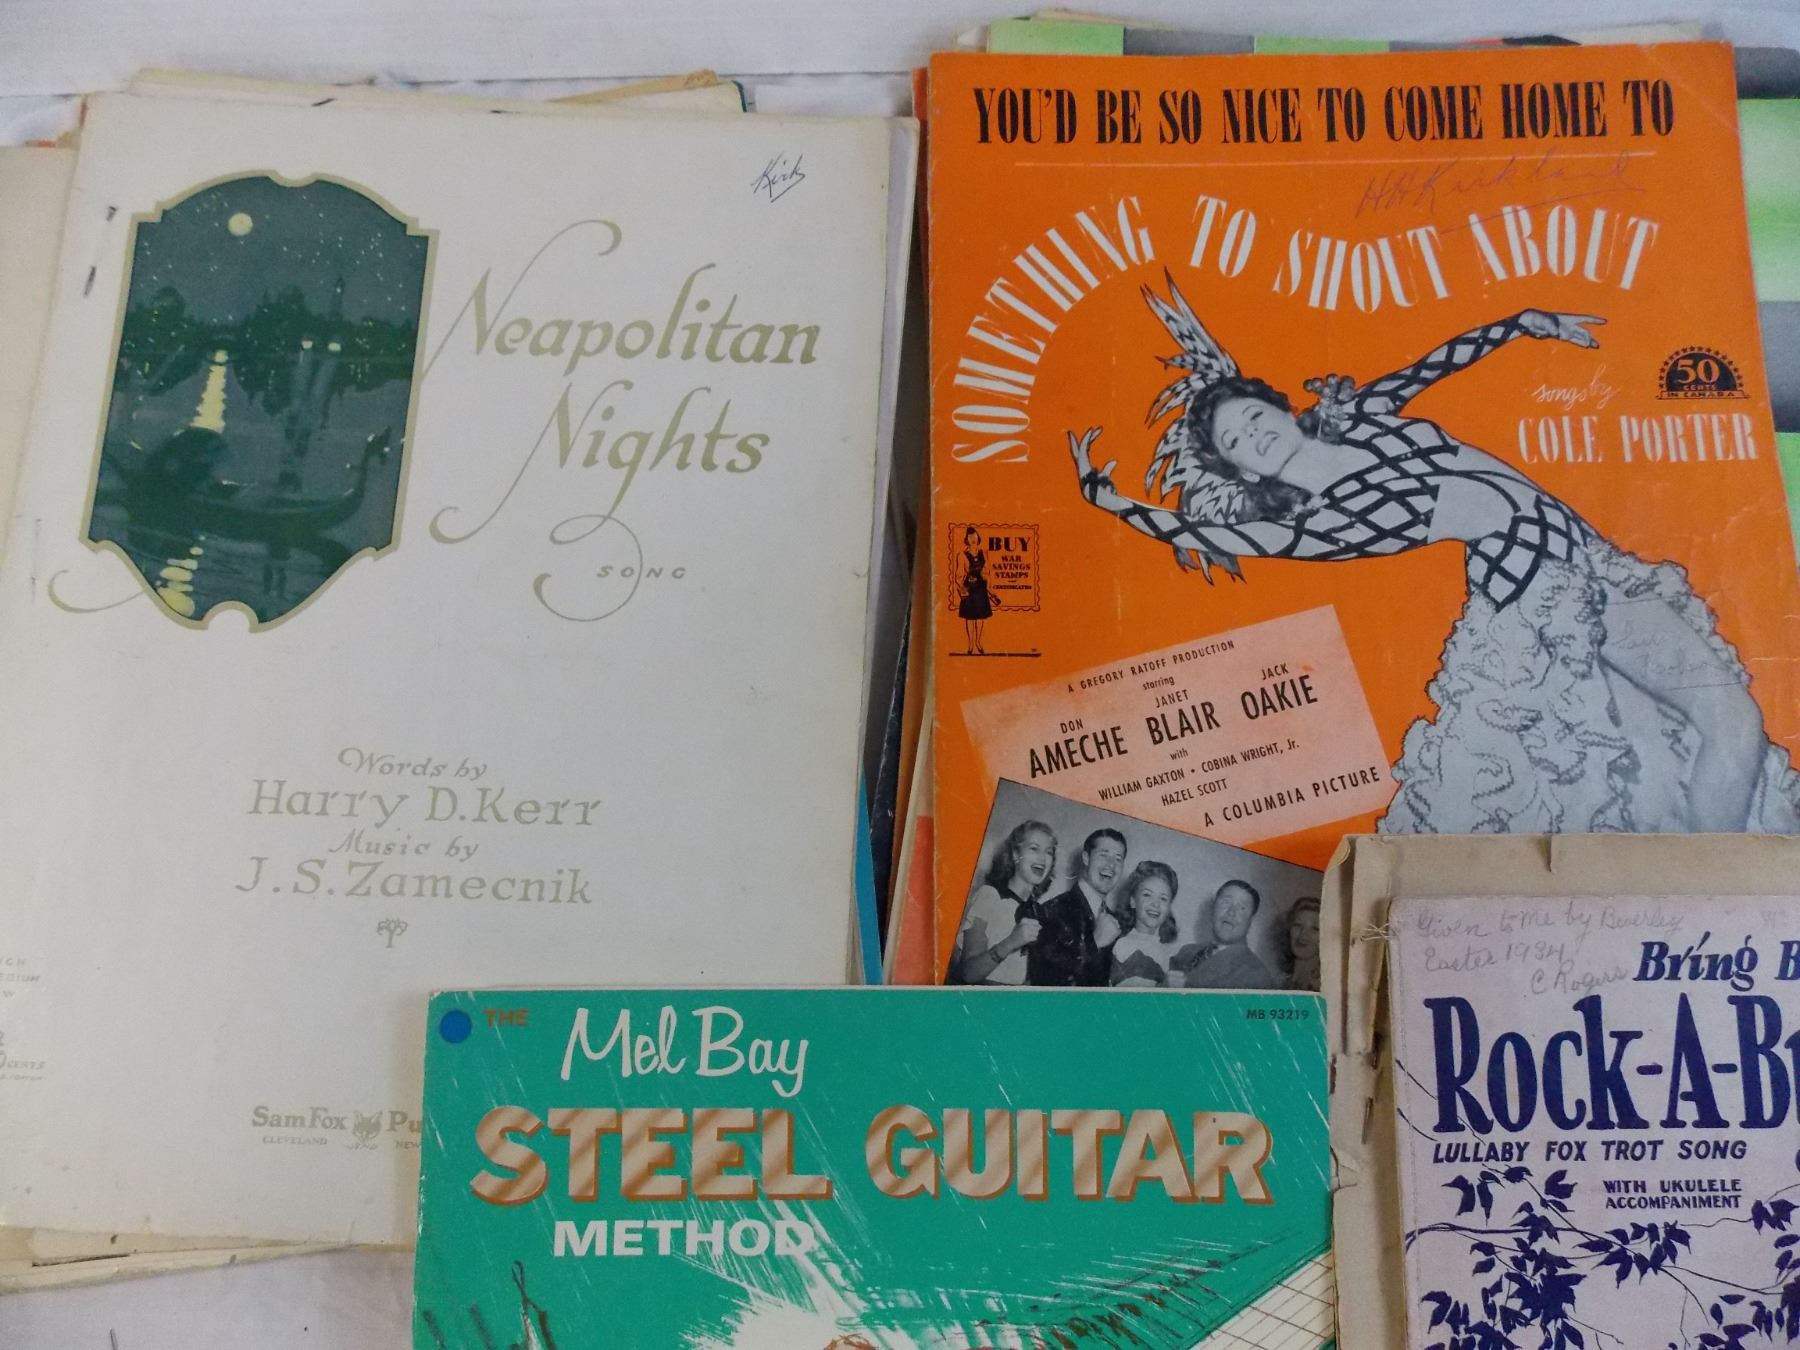 Kirk
Neapolitan
Nights
SONG
Words by
Harry D. Kerr
Music by
J. S. Zamecnik
CENTS
Sam Fox
CLEVELAND
YOU'D BE SO NICE TO COME HOME TO
HH Kirkland
SOMETHING TO SHOUT ABOUT
songs by
COLE PORTER
50
CENTS
IN CANADA
BUY
WAR
SAVINGS
STAMPS
A GREGORY RATOFF PRODUCTION
starring
DON JANET JACK
AMECHE BLAIR OAKIE
with
WILLIAM GAXTON • COBINA WRIGHT, Jr.
HAZEL SCOTT
A COLUMBIA PICTURE
THE
Mel Bay
MB 93219
STEEL GUITAR
METHOD
Given to me by Beverley
Easter 1934
C Rogers
Bring B
ROCK-A-B
LULLABY FOX TROT SONG
WITH UKULELE
ACCOMPANIMENT